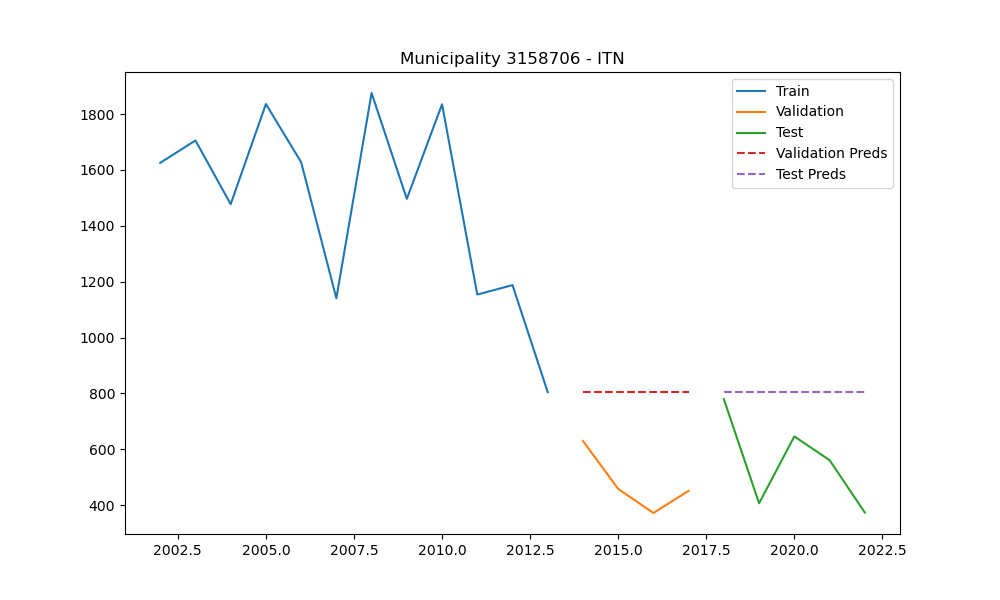 Municipality 3158706 - ITN
Train
Validation
Test
Validation Preds
Test Preds
1800
1600
1400
1200
1000
800
600
400
2002.5 2005.0 2007.5 2010.0 2012.5 2015.0 2017.5 2020.0 2022.5